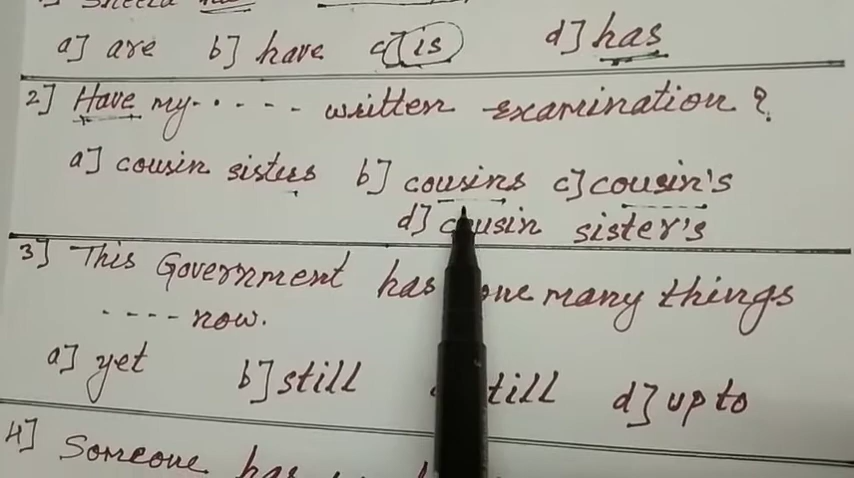 a] are b] have c] is d] has
2] Have my..... written examination?
a] cousin sisters b] cousins c] cousin's
d] cousin sister's
3] This Government has many things
.... now.
a] yet b] still till d] up to
4] Someone has